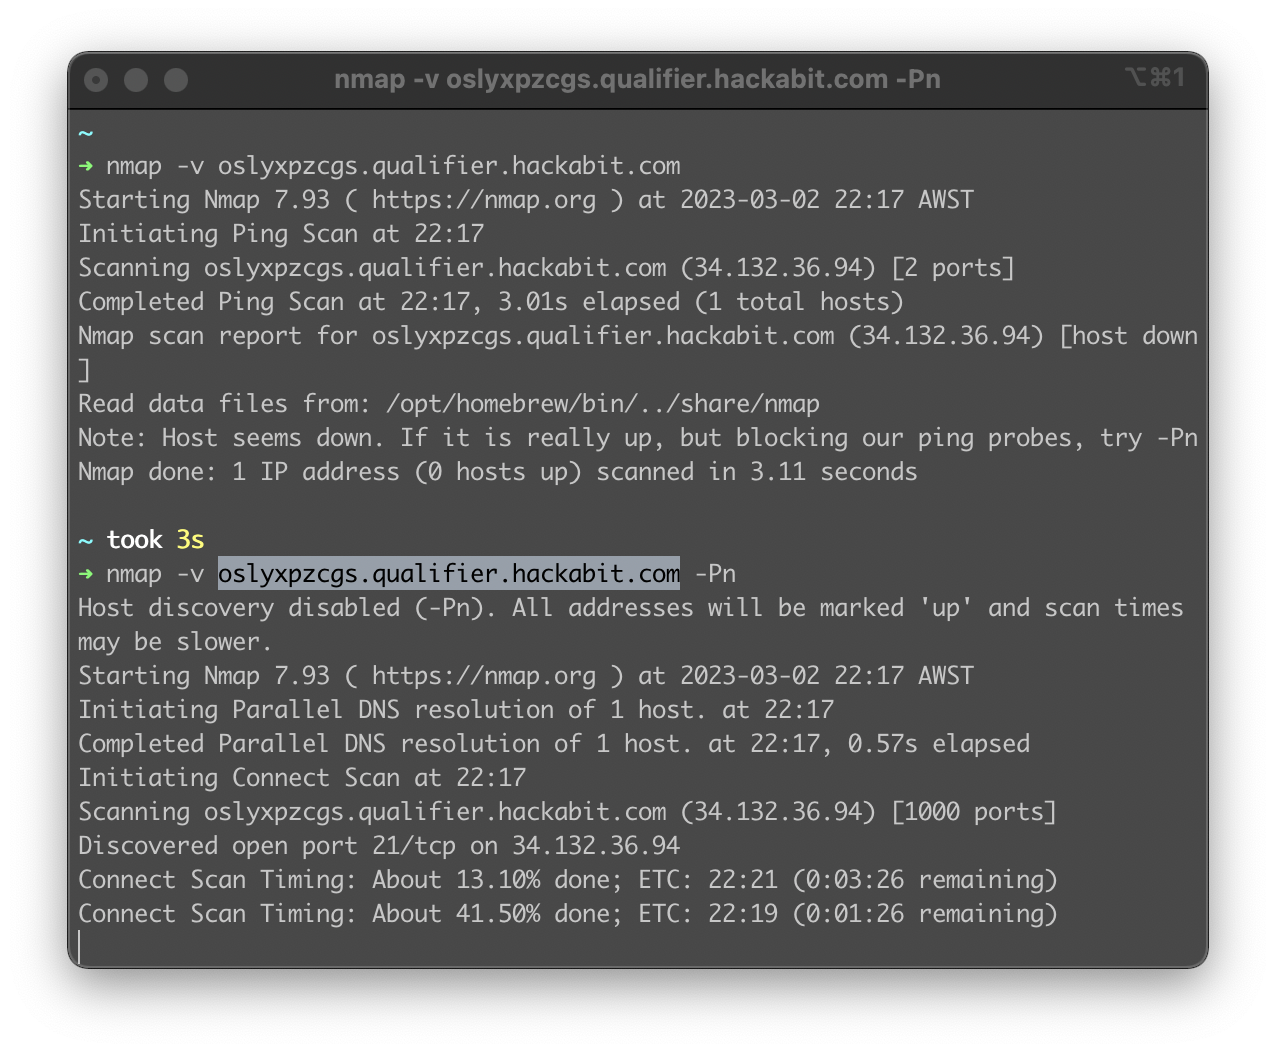 nmap -v oslyxpzcgs.qualifier.hackabit.com -Pn
⌥⌘1
~
➜ nmap -v oslyxpzcgs.qualifier.hackabit.com
Starting Nmap 7.93 ( https://nmap.org ) at 2023-03-02 22:17 AWST
Initiating Ping Scan at 22:17
Scanning oslyxpzcgs.qualifier.hackabit.com (34.132.36.94) [2 ports]
Completed Ping Scan at 22:17, 3.01s elapsed (1 total hosts)
Nmap scan report for oslyxpzcgs.qualifier.hackabit.com (34.132.36.94) [host down
]
Read data files from: /opt/homebrew/bin/../share/nmap
Note: Host seems down. If it is really up, but blocking our ping probes, try -Pn
Nmap done: 1 IP address (0 hosts up) scanned in 3.11 seconds
~ took 3s
➜ nmap -v oslyxpzcgs.qualifier.hackabit.com -Pn
Host discovery disabled (-Pn). All addresses will be marked 'up' and scan times
may be slower.
Starting Nmap 7.93 ( https://nmap.org ) at 2023-03-02 22:17 AWST
Initiating Parallel DNS resolution of 1 host. at 22:17
Completed Parallel DNS resolution of 1 host. at 22:17, 0.57s elapsed
Initiating Connect Scan at 22:17
Scanning oslyxpzcgs.qualifier.hackabit.com (34.132.36.94) [1000 ports]
Discovered open port 21/tcp on 34.132.36.94
Connect Scan Timing: About 13.10% done; ETC: 22:21 (0:03:26 remaining)
Connect Scan Timing: About 41.50% done; ETC: 22:19 (0:01:26 remaining)